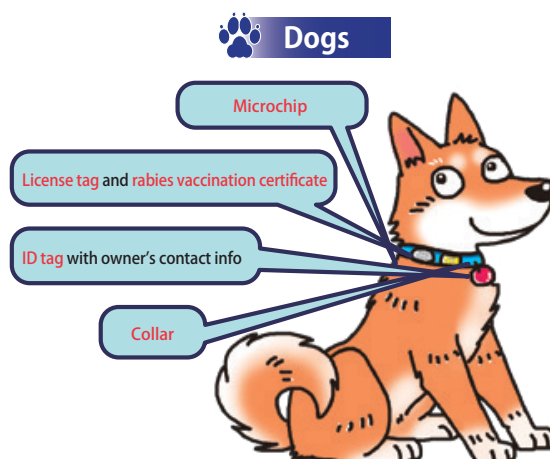 Dogs
Microchip
License tag and rabies vaccination certificate
ID tag with owner’s contact info
Collar